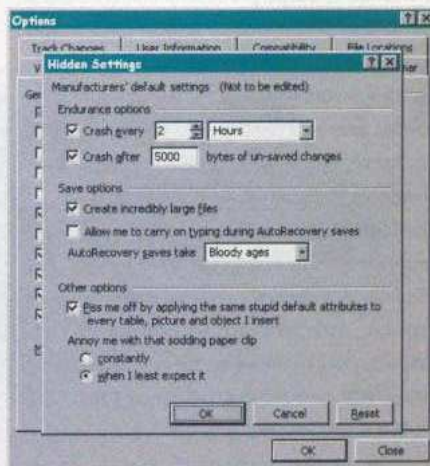 Options
Track Changes User Information Compatibility File Locations
Hidden Settings
Manufacturers' default settings (Not to be edited)
Endurance options
Crash every 2 Hours
Crash after 5000 bytes of un-saved changes
Save options
Create incredibly large files
Allow me to carry on typing during AutoRecovery saves
AutoRecovery saves take Bloody ages
Other options
Piss me off by applying the same stupid default attributes to
every table, picture and object I insert
Annoy me with that sodding paper clip
constantly
when I least expect it
OK Cancel Reset
OK Close